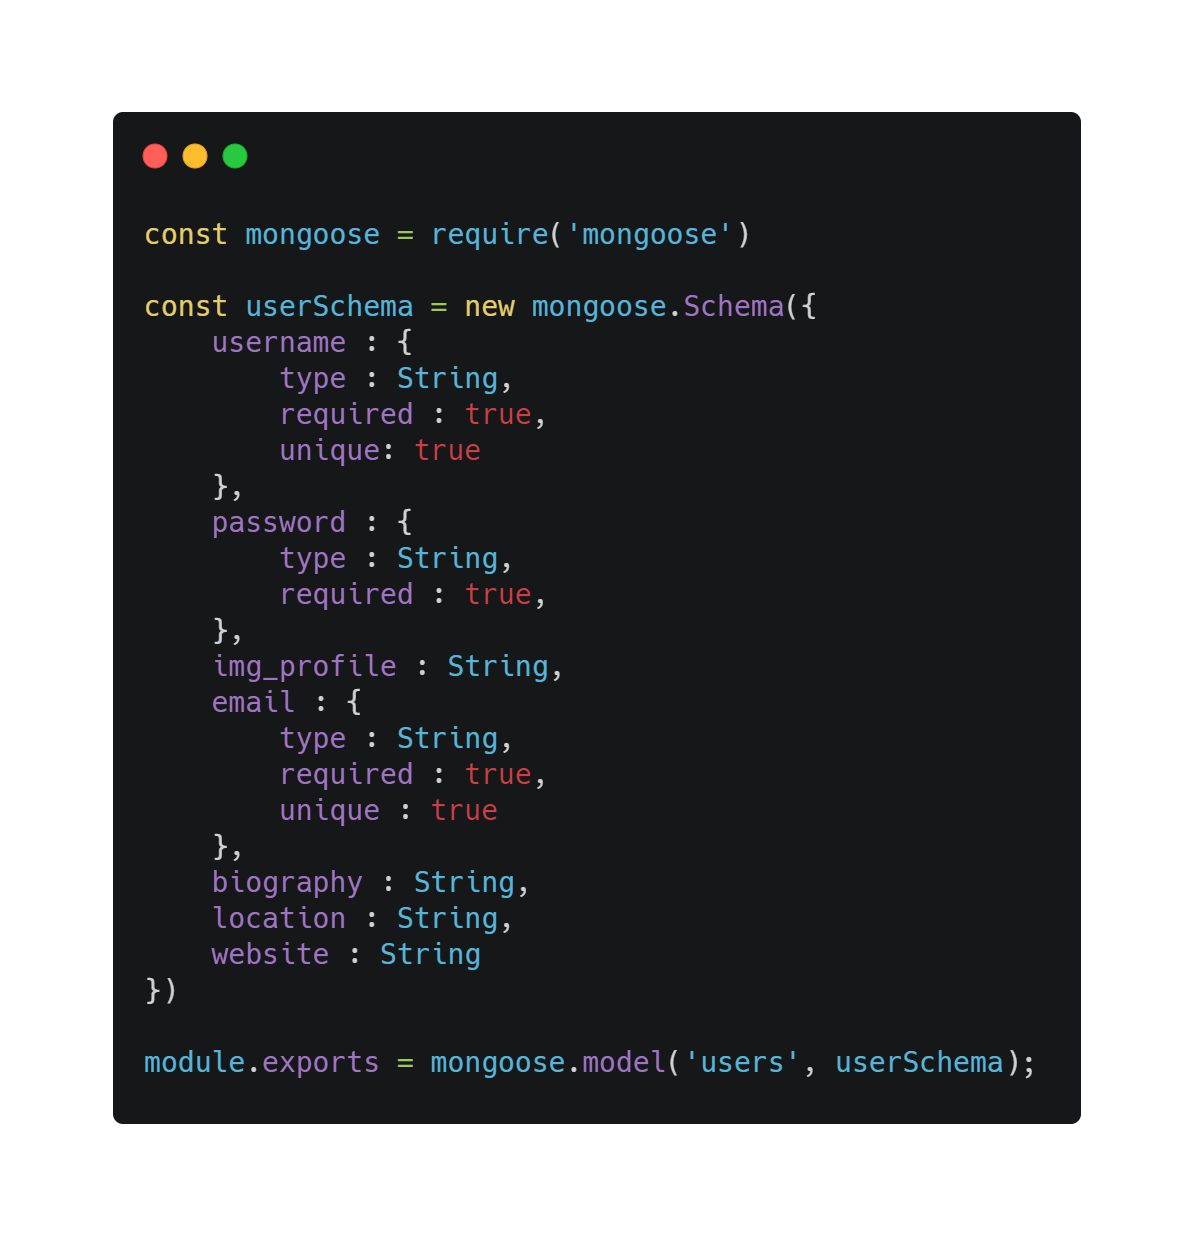 const mongoose = require('mongoose')

const userSchema = new mongoose.Schema({
    username : {
        type : String,
        required : true,
        unique: true
    },
    password : {
        type : String,
        required : true,
    },
    img_profile : String,
    email : {
        type : String,
        required : true,
        unique : true
    },
    biography : String,
    location : String,
    website : String
})

module.exports = mongoose.model('users', userSchema);